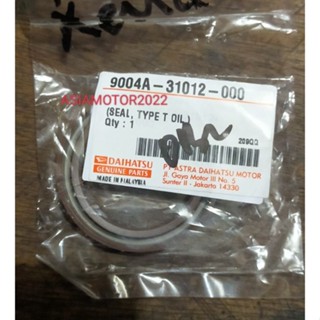 9004A-31012-000
ASIAMOTOR2022
(SEAL, TYPE T OIL)
Qty : 1
DAIHATSU
GENUINE PARTS
MADE IN MALAYSIA
PT ASTRA DAIHATSU MOTOR
Jl. Gaya Motor III No. 5
Sunter II - Jakarta 14330